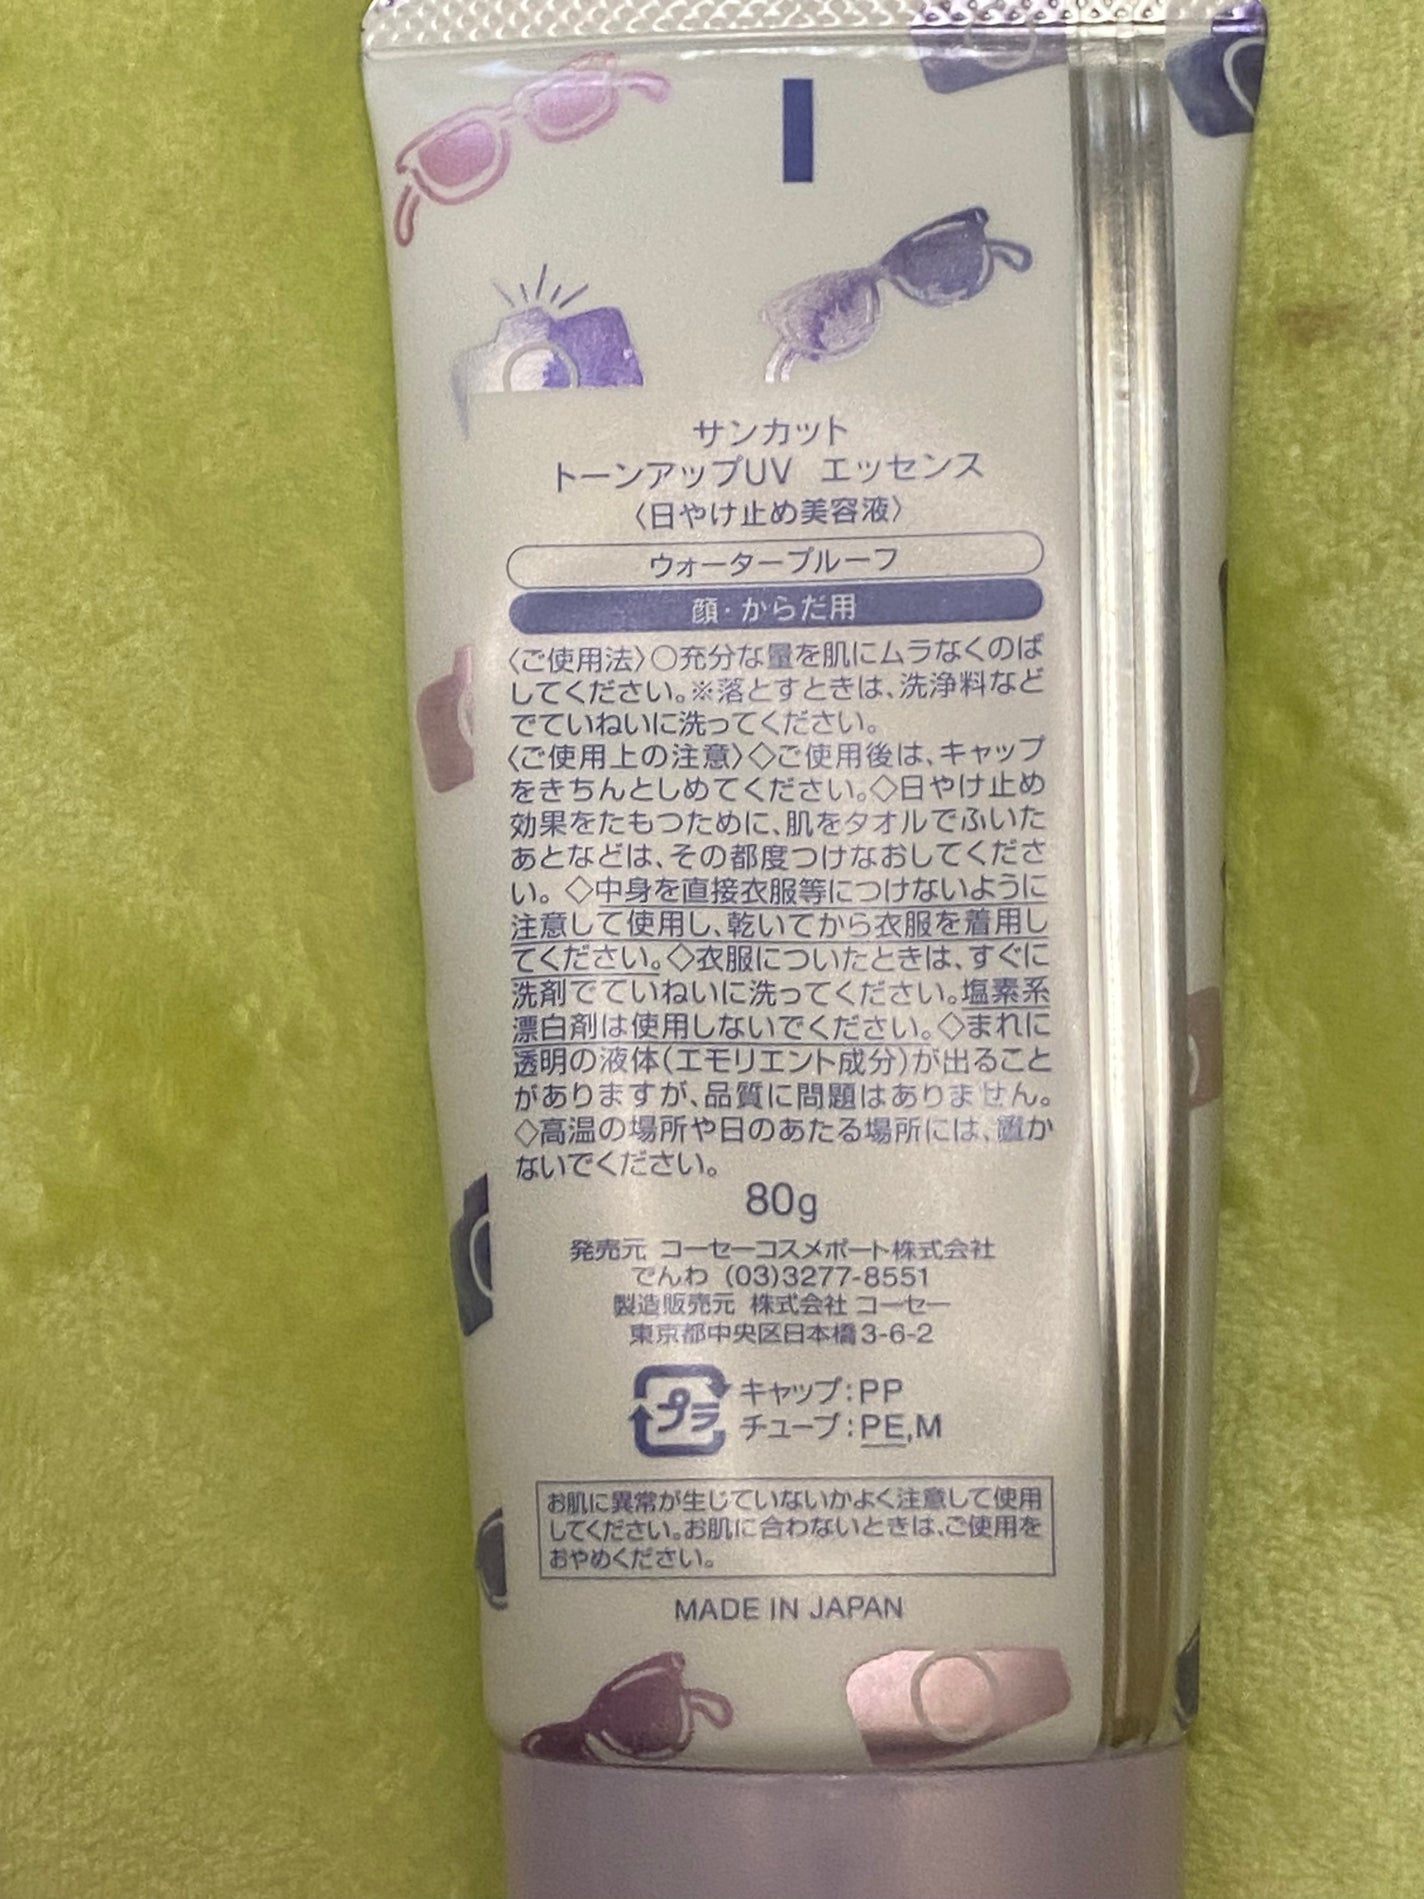 サンカット
トーンアップUV エッセンス
〈日やけ止め美容液〉
ウォータープルーフ
顔・からだ用
〈ご使用法〉○充分な量を肌にムラなくのば
してください。※落とすときは、洗浄料など
でていねいに洗ってください。
〈ご使用上の注意〉◇ご使用後は、キャップ
をきちんとしめてください。◇日やけ止め
効果をたもつために、肌をタオルでふいた
あとなどは、その都度つけなおしてくださ
い。◇中身を直接衣服等につけないように
注意して使用し、乾いてから衣服を着用し
てください。◇衣服についたときは、すぐに
洗剤でていねいに洗ってください。塩素系
漂白剤は使用しないでください。◇まれに
透明の液体(エモリエント成分)が出ること
がありますが、品質に問題はありません。
◇高温の場所や日のあたる場所には、置か
ないでください。
80g
発売元 コーセーコスメポート株式会社
でんわ (03)3277-8551
製造販売元 株式会社 コーセー
東京都中央区日本橋3-6-2
プラ
キャップ:PP
チューブ:PE,M
お肌に異常が生じていないかよく注意して使用
してください。お肌に合わないときは、ご使用を
おやめください。
MADE IN JAPAN